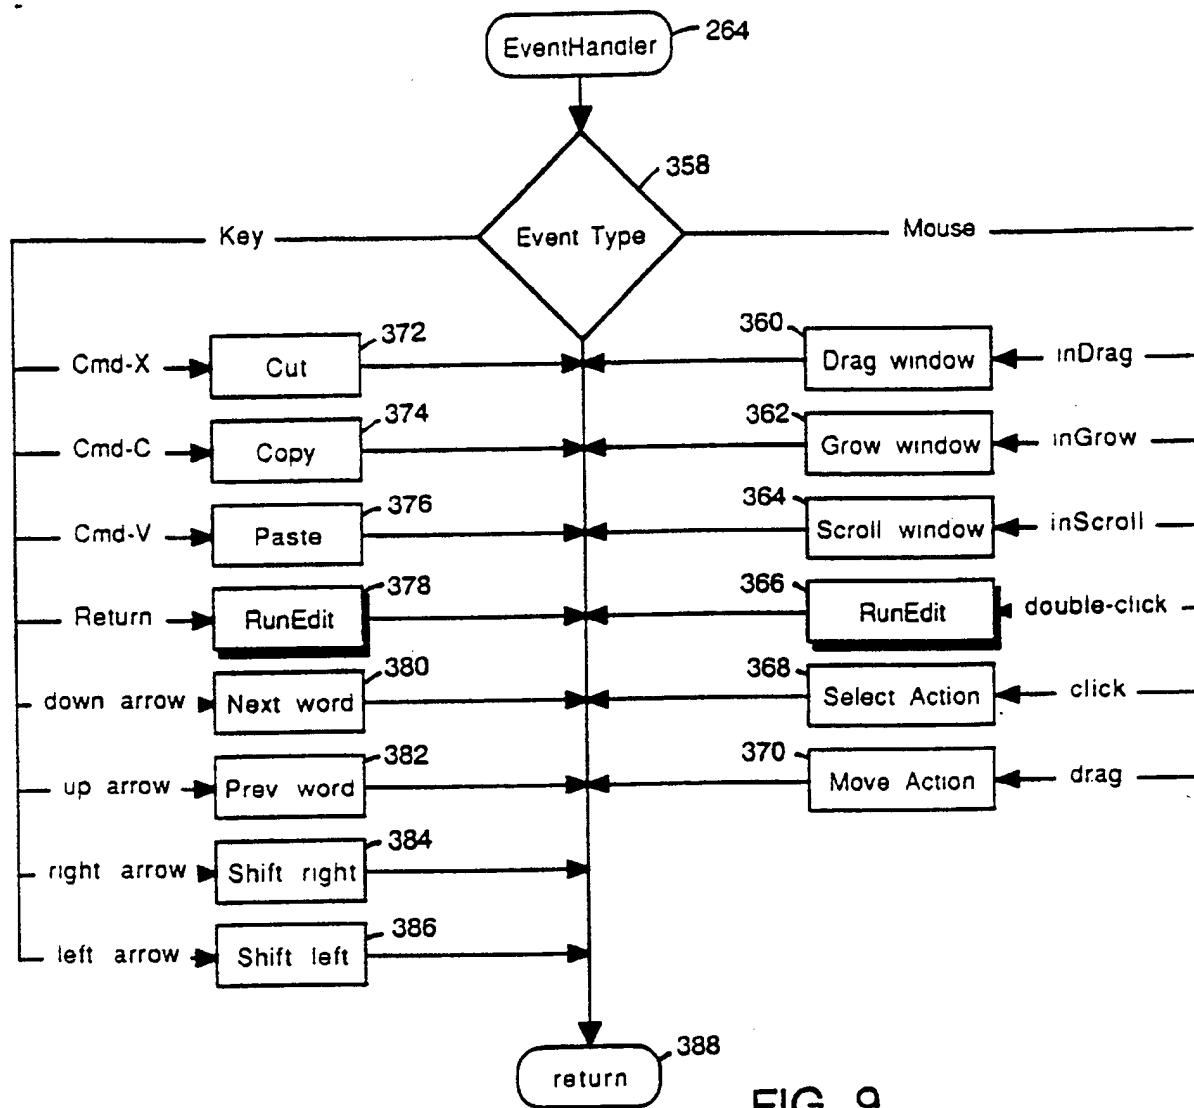 EventHandler 264
358
Event Type
Key
Mouse
Cmd-X Cut 372
360 Drag window inDrag
Cmd-C Copy 374
362 Grow window inGrow
Cmd-V Paste 376
364 Scroll window inScroll
Return RunEdit 378
366 RunEdit double-click
down arrow Next word 380
368 Select Action click
up arrow Prev word 382
370 Move Action drag
right arrow Shift right 384
left arrow Shift left 386
return 388
FIG. 9